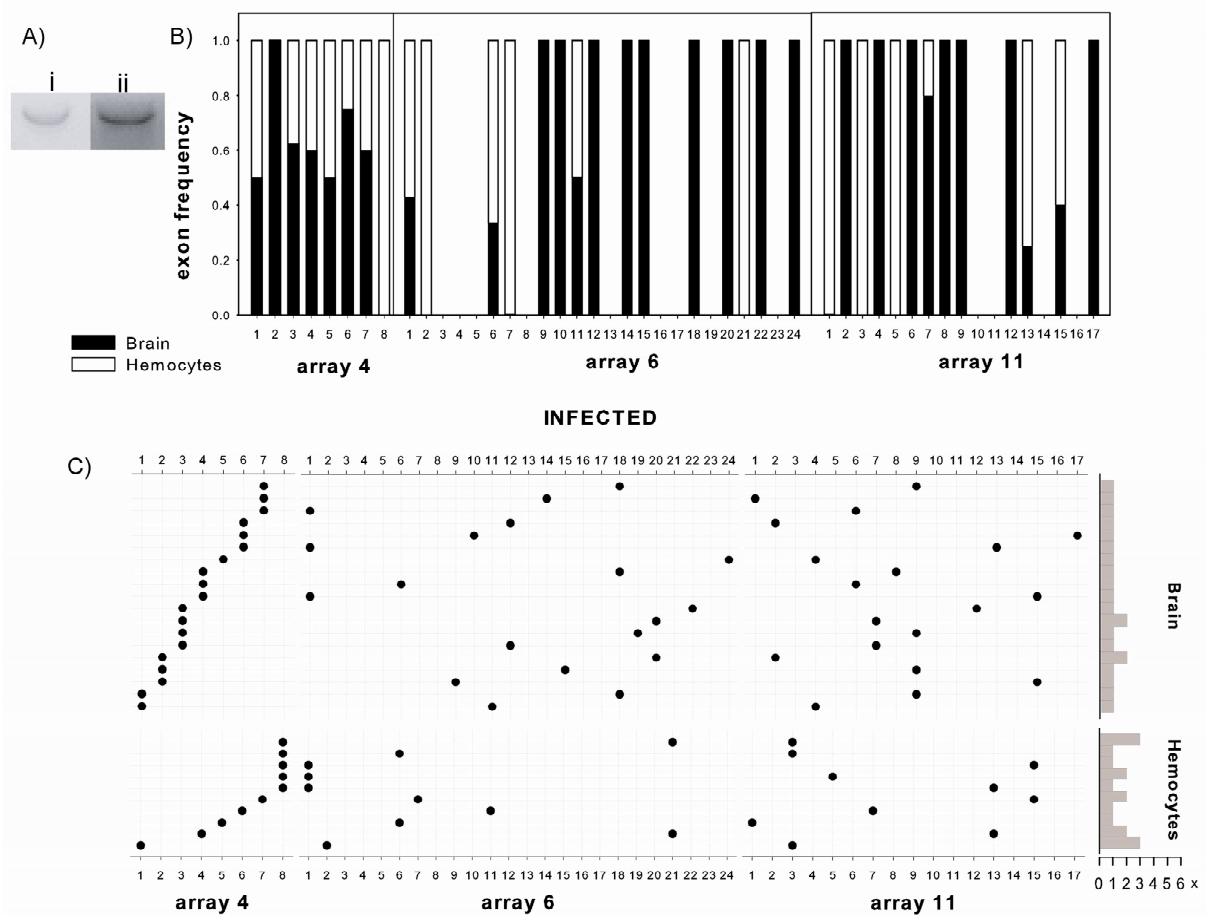 A)
i ii
B)
exon frequency
1.0
0.8
0.6
0.4
0.2
0.0
1 2 3 4 5 6 7 8 1 2 3 4 5 6 7 8 9 10 11 12 13 14 15 16 17 18 19 20 21 22 23 24 1 2 3 4 5 6 7 8 9 10 11 12 13 14 15 16 17
array 4 array 6 array 11
Brain
Hemocytes
INFECTED
C)
1 2 3 4 5 6 7 8 1 2 3 4 5 6 7 8 9 10 11 12 13 14 15 16 17 18 19 20 21 22 23 24 1 2 3 4 5 6 7 8 9 10 11 12 13 14 15 16 17
Brain
Hemocytes
1 2 3 4 5 6 7 8 1 2 3 4 5 6 7 8 9 10 11 12 13 14 15 16 17 18 19 20 21 22 23 24 1 2 3 4 5 6 7 8 9 10 11 12 13 14 15 16 17
0 1 2 3 4 5 6 x
array 4 array 6 array 11